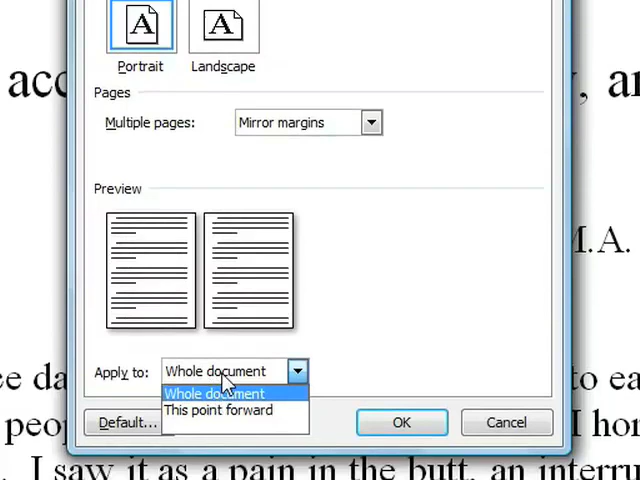 acc
y, an
Portrait
Landscape
Pages
Multiple pages: Mirror margins
Preview
M.A.
Apply to: Whole document
Whole document
This point forward
ce da
to ea
Default...
OK
Cancel
peop
I hon
. I saw it as a pain in the butt, an interru